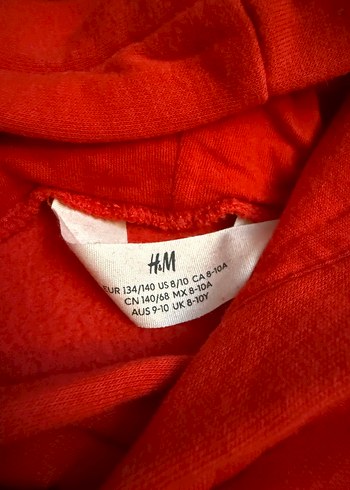 H&M
EUR 134/140 US 8/10 CA 8-10A
CN 140/68 MX 8-10A
AUS 9-10 UK 8-10Y